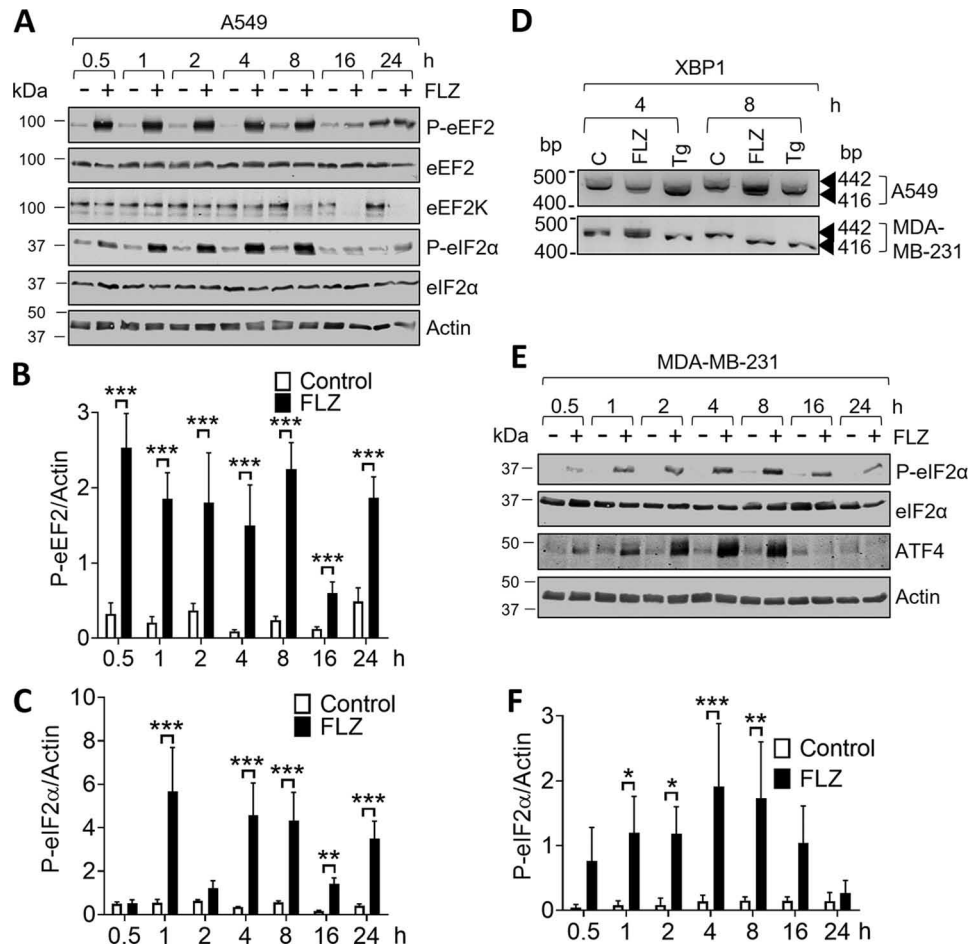 A
A549
0.5 1 2 4 8 16 24 h
kDa - + - + - + - + - + - + - + FLZ
100 P-eEF2
100 eEF2
100 eEF2K
37 P-eIF2α
37 eIF2α
50
37 Actin
B
Control
FLZ
*** *** *** *** *** *** ***
P-eEF2/Actin
3
2
1
0
0.5 1 2 4 8 16 24 h
C
Control
FLZ
*** *** *** ** ***
P-eIF2α/Actin
10
8
6
4
2
0
0.5 1 2 4 8 16 24 h
D
XBP1
4 8 h
bp C FLZ Tg C FLZ Tg bp
500 442
400 416 A549
500 442 MDA-
400 416 MB-231
E
MDA-MB-231
0.5 1 2 4 8 16 24 h
kDa - + - + - + - + - + - + - + FLZ
37 P-eIF2α
37 eIF2α
50 ATF4
50
37 Actin
F
Control
FLZ
* * *** **
P-eIF2α/Actin
3
2
1
0
0.5 1 2 4 8 16 24 h